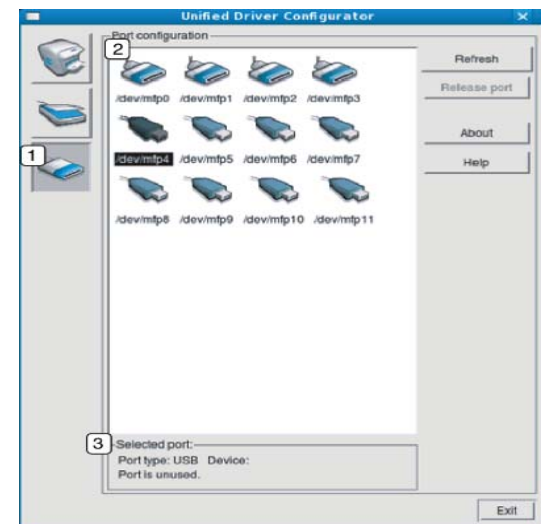 Unified Driver Configurator
Port configuration
2
/dev/mfp0 /dev/mfp1 /dev/mfp2 /dev/mfp3
/dev/mfp4 /dev/mfp5 /dev/mfp6 /dev/mfp7
/dev/mfp8 /dev/mfp9 /dev/mfp10 /dev/mfp11
Refresh
Release port
About
Help
1
3
Selected port:
Port type: USB Device:
Port is unused.
Exit